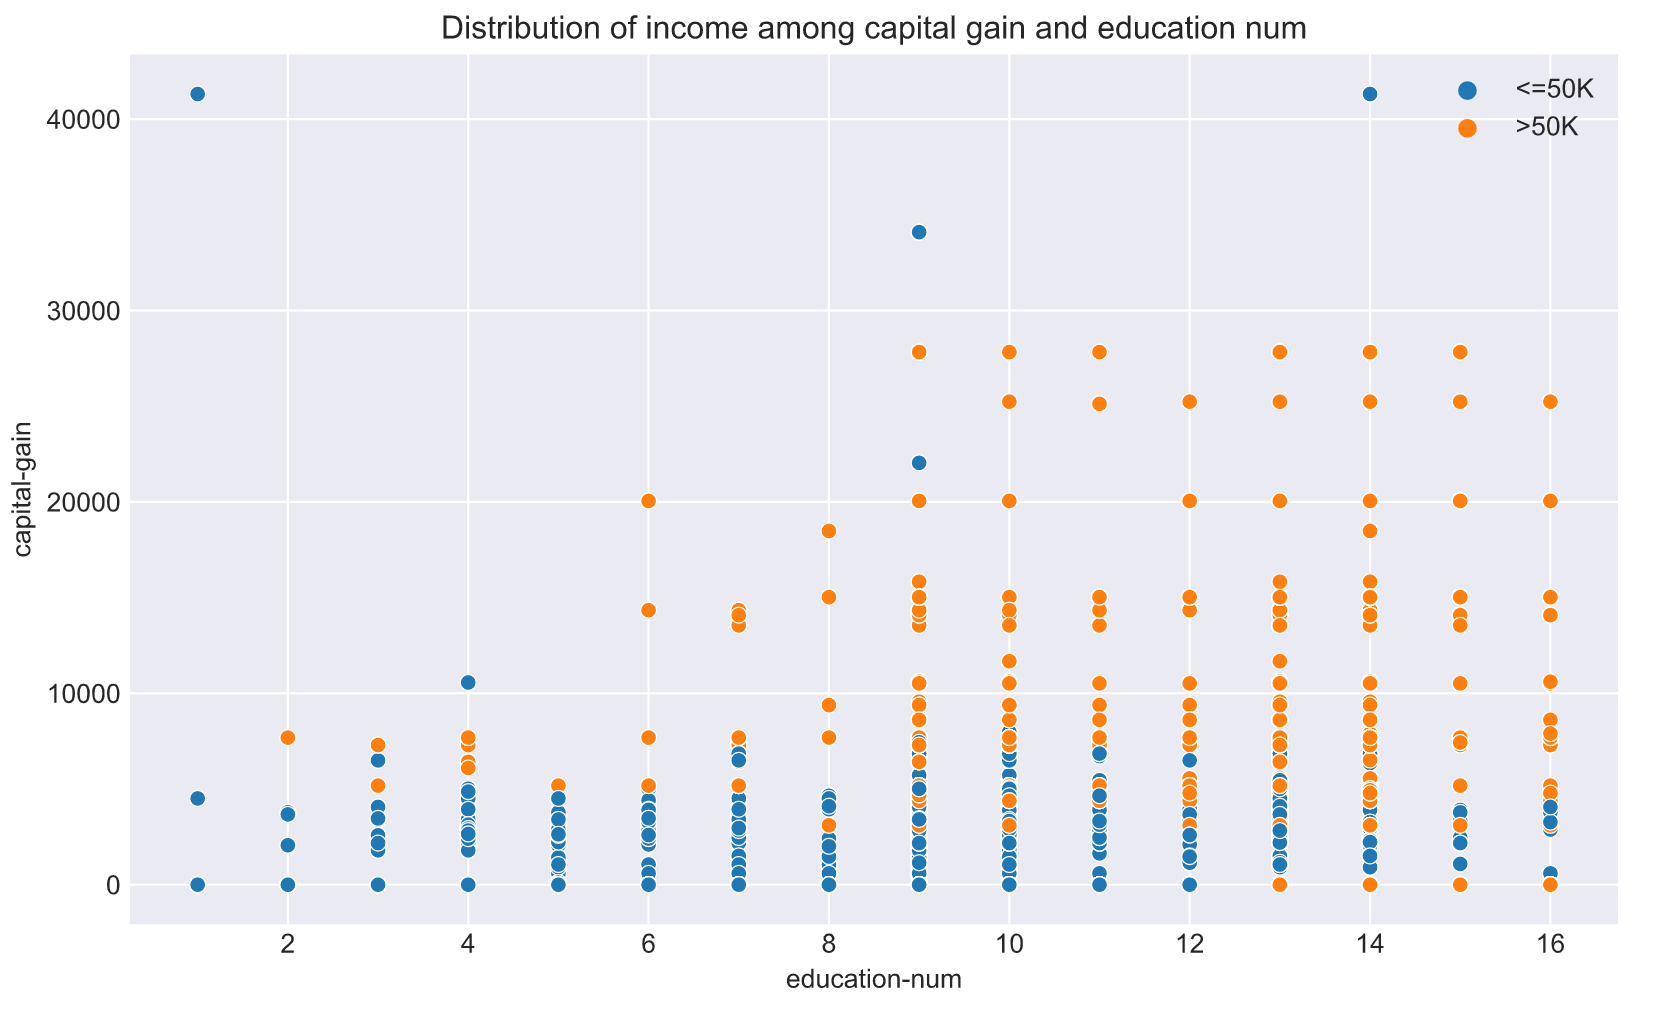 Distribution of income among capital gain and education num
<=50K
>50K
40000
30000
20000
10000
0
capital-gain
2 4 6 8 10 12 14 16
education-num